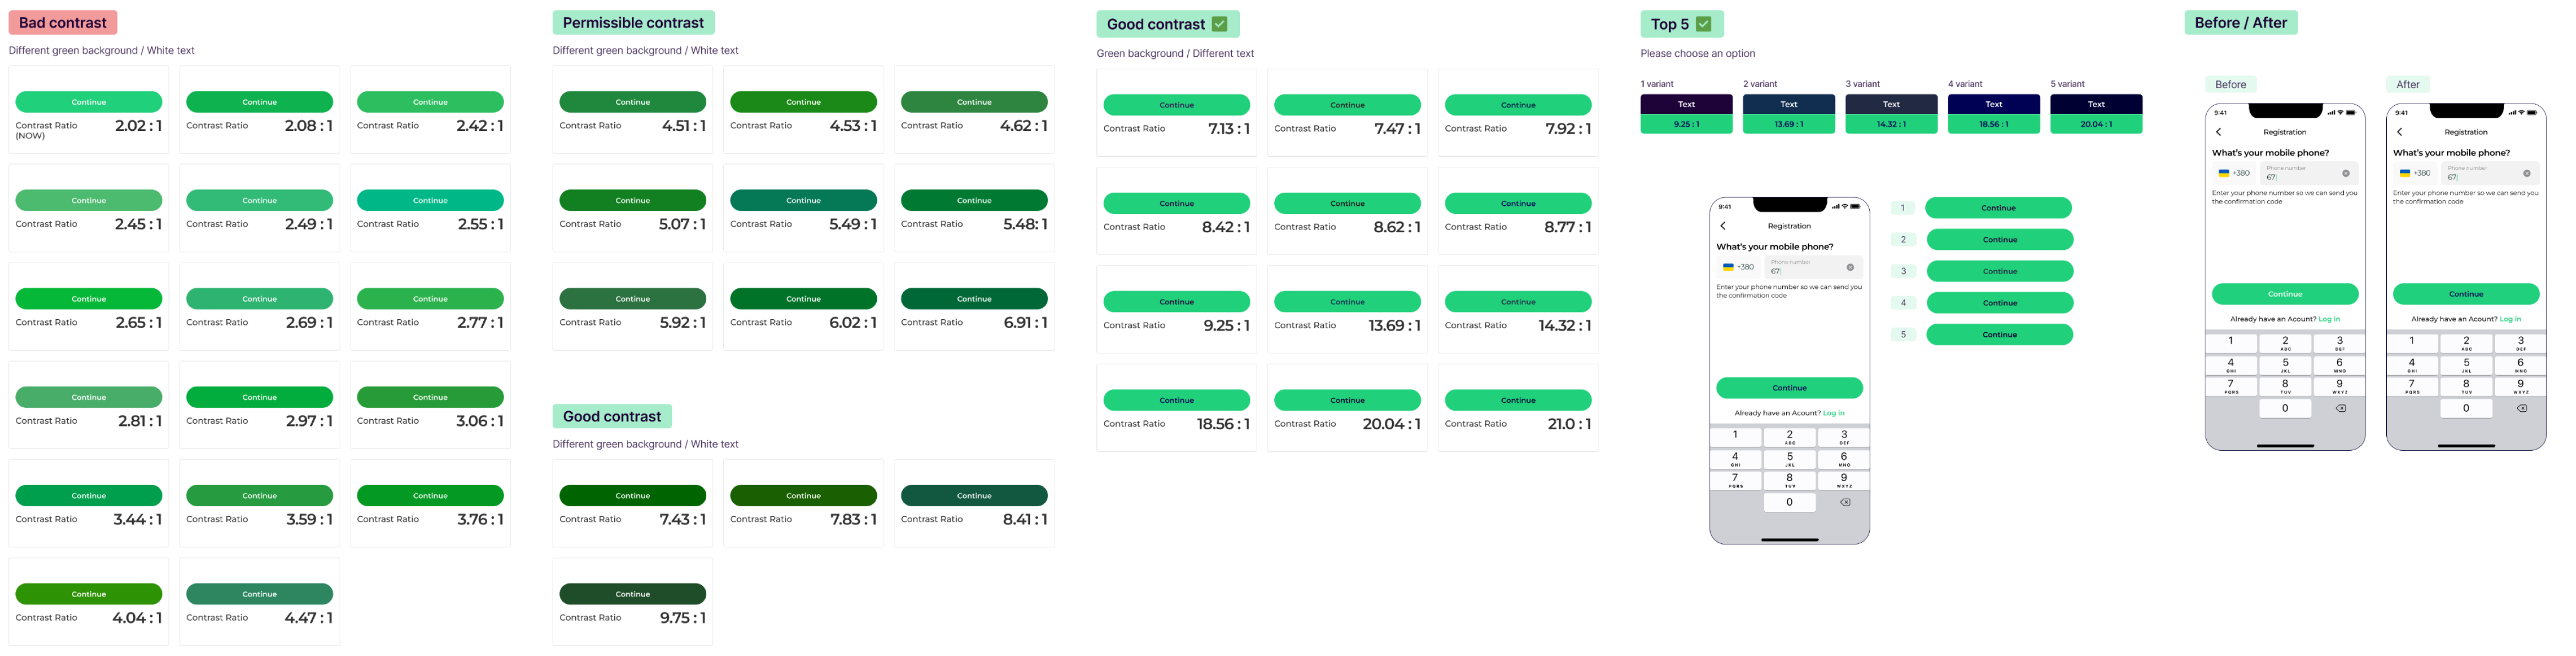 Bad contrast
Different green background / White text
Continue
Contrast Ratio
(NOW)
2.02 : 1
Continue
Contrast Ratio
2.08 : 1
Continue
Contrast Ratio
2.42 : 1
Continue
Contrast Ratio
2.45 : 1
Continue
Contrast Ratio
2.49 : 1
Continue
Contrast Ratio
2.55 : 1
Continue
Contrast Ratio
2.65 : 1
Continue
Contrast Ratio
2.69 : 1
Continue
Contrast Ratio
2.77 : 1
Continue
Contrast Ratio
2.81 : 1
Continue
Contrast Ratio
2.97 : 1
Continue
Contrast Ratio
3.06 : 1
Continue
Contrast Ratio
3.44 : 1
Continue
Contrast Ratio
3.59 : 1
Continue
Contrast Ratio
3.76 : 1
Continue
Contrast Ratio
4.04 : 1
Continue
Contrast Ratio
4.47 : 1
Permissible contrast
Different green background / White text
Continue
Contrast Ratio
4.51 : 1
Continue
Contrast Ratio
4.53 : 1
Continue
Contrast Ratio
4.62 : 1
Continue
Contrast Ratio
5.07 : 1
Continue
Contrast Ratio
5.49 : 1
Continue
Contrast Ratio
5.48: 1
Continue
Contrast Ratio
5.92 : 1
Continue
Contrast Ratio
6.02 : 1
Continue
Contrast Ratio
6.91 : 1
Good contrast
Different green background / White text
Continue
Contrast Ratio
7.43 : 1
Continue
Contrast Ratio
7.83 : 1
Continue
Contrast Ratio
8.41 : 1
Continue
Contrast Ratio
9.75 : 1
Good contrast ✅
Green background / Different text
Continue
Contrast Ratio
7.13 : 1
Continue
Contrast Ratio
7.47 : 1
Continue
Contrast Ratio
7.92 : 1
Continue
Contrast Ratio
8.42 : 1
Continue
Contrast Ratio
8.62 : 1
Continue
Contrast Ratio
8.77 : 1
Continue
Contrast Ratio
9.25 : 1
Continue
Contrast Ratio
13.69 : 1
Continue
Contrast Ratio
14.32 : 1
Continue
Contrast Ratio
18.56 : 1
Continue
Contrast Ratio
20.04 : 1
Continue
Contrast Ratio
21.0 : 1
Top 5 ✅
Please choose an option
1 variant
Text
9.25 : 1
2 variant
Text
13.69 : 1
3 variant
Text
14.32 : 1
4 variant
Text
18.56 : 1
5 variant
Text
20.04 : 1
9:41
Registration
What's your mobile phone?
+380
Phone number
67
Enter your phone number so we can send you
the confirmation code
Continue
Already have an Acount? Log in
1
2
ABC
3
DEF
4
GHI
5
JKL
6
MNO
7
PQRS
8
TUV
9
WXYZ
0
1
Continue
2
Continue
3
Continue
4
Continue
5
Continue
Before / After
Before
9:41
Registration
What's your mobile phone?
+380
Phone number
67
Enter your phone number so we can send you
the confirmation code
Continue
Already have an Acount? Log in
1
2
ABC
3
DEF
4
GHI
5
JKL
6
MNO
7
PQRS
8
TUV
9
WXYZ
0
After
9:41
Registration
What's your mobile phone?
+380
Phone number
67
Enter your phone number so we can send you
the confirmation code
Continue
Already have an Acount? Log in
1
2
ABC
3
DEF
4
GHI
5
JKL
6
MNO
7
PQRS
8
TUV
9
WXYZ
0